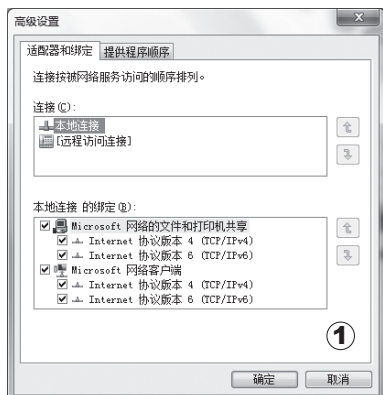 高级设置
适配器和绑定 提供程序顺序
连接按被网络服务访问的顺序排列。
连接(C):
本地连接
[远程访问连接]
本地连接 的绑定(B):
Microsoft 网络的文件和打印机共享
Internet 协议版本 4 (TCP/IPv4)
Internet 协议版本 6 (TCP/IPv6)
Microsoft 网络客户端
Internet 协议版本 4 (TCP/IPv4)
Internet 协议版本 6 (TCP/IPv6)
①
确定 取消